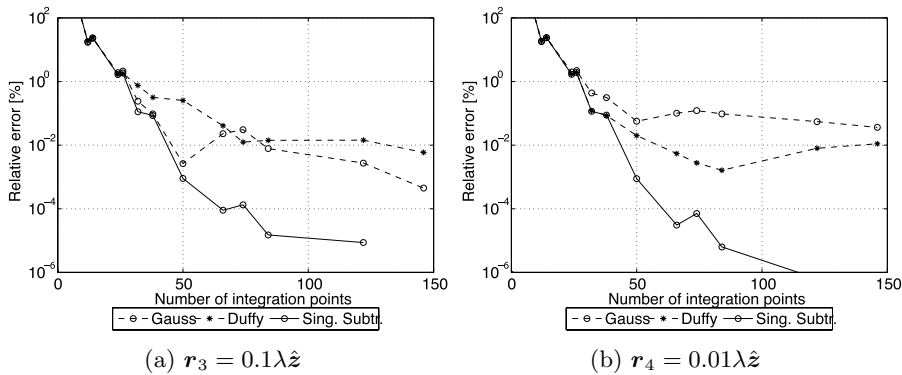 Relative error [%]
10^2
10^0
10^-2
10^-4
10^-6
0 50 100 150
Number of integration points
Gauss Duffy Sing. Subtr.
(a) r_3 = 0.1λẑ
Relative error [%]
10^2
10^0
10^-2
10^-4
10^-6
0 50 100 150
Number of integration points
Gauss Duffy Sing. Subtr.
(b) r_4 = 0.01λẑ